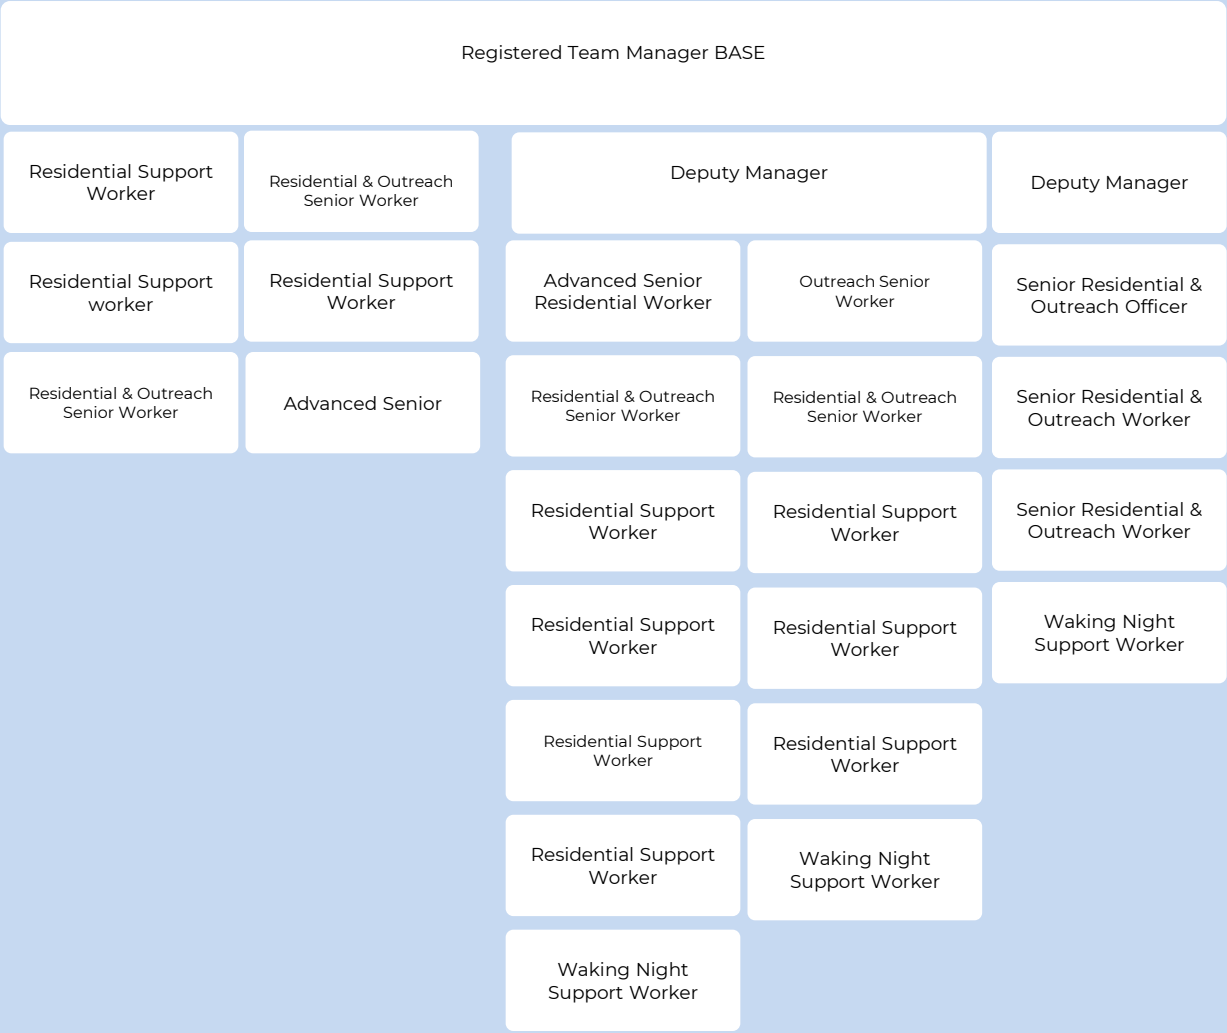 Registered Team Manager BASE
Residential Support
Worker
Residential & Outreach
Senior Worker
Deputy Manager
Deputy Manager
Residential Support
worker
Residential Support
Worker
Advanced Senior
Residential Worker
Outreach Senior
Worker
Senior Residential &
Outreach Officer
Residential & Outreach
Senior Worker
Advanced Senior
Residential & Outreach
Senior Worker
Residential & Outreach
Senior Worker
Senior Residential &
Outreach Worker
Residential Support
Worker
Residential Support
Worker
Senior Residential &
Outreach Worker
Residential Support
Worker
Residential Support
Worker
Waking Night
Support Worker
Residential Support
Worker
Residential Support
Worker
Residential Support
Worker
Waking Night
Support Worker
Waking Night
Support Worker